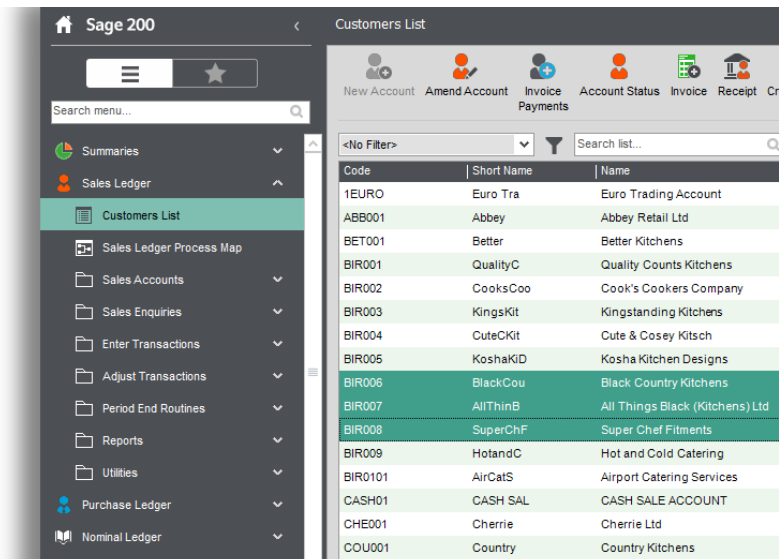 Sage 200
Customers List
New Account Amend Account Invoice Payments Account Status Invoice Receipt
Search menu...
<No Filter> Search list...
Summaries
Sales Ledger
Customers List
Sales Ledger Process Map
Sales Accounts
Sales Enquiries
Enter Transactions
Adjust Transactions
Period End Routines
Reports
Utilities
Purchase Ledger
Nominal Ledger
Code Short Name Name
1EURO Euro Tra Euro Trading Account
ABB001 Abbey Abbey Retail Ltd
BET001 Better Better Kitchens
BIR001 QualityC Quality Counts Kitchens
BIR002 CooksCoo Cook's Cookers Company
BIR003 KingsKit Kingstanding Kitchens
BIR004 CuteCKit Cute & Cosey Kitsch
BIR005 KoshaKiD Kosha Kitchen Designs
BIR006 BlackCou Black Country Kitchens
BIR007 AllThinB All Things Black (Kitchens) Ltd
BIR008 SuperChF Super Chef Fitments
BIR009 HotandC Hot and Cold Catering
BIR0101 AirCatS Airport Catering Services
CASH01 CASH SAL CASH SALE ACCOUNT
CHE001 Cherrie Cherrie Ltd
COU001 Country Country Kitchens